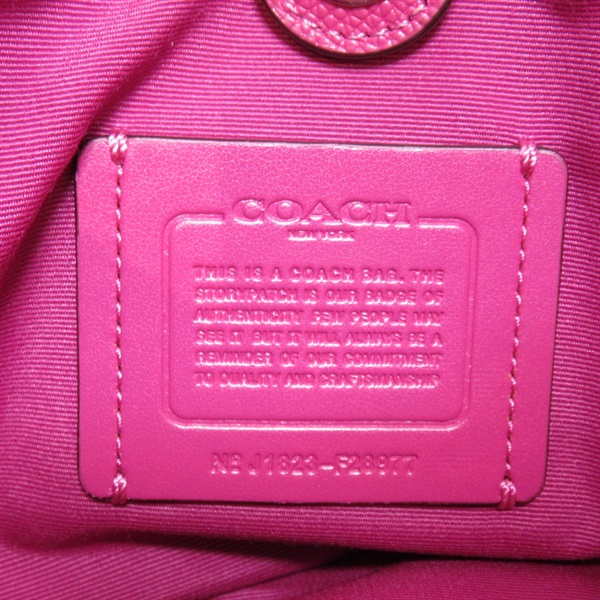 COACH
NEW YORK
THIS IS A COACH BAG. THE
STORYPATCH IS OUR BADGE OF
AUTHENTICITY FEW PEOPLE MAY
SEE IT BUT IT WILL ALWAYS BE A
REMINDER OF OUR COMMITMENT
TO QUALITY AND CRAFTSMANSHIP
Nº J1823-F28977